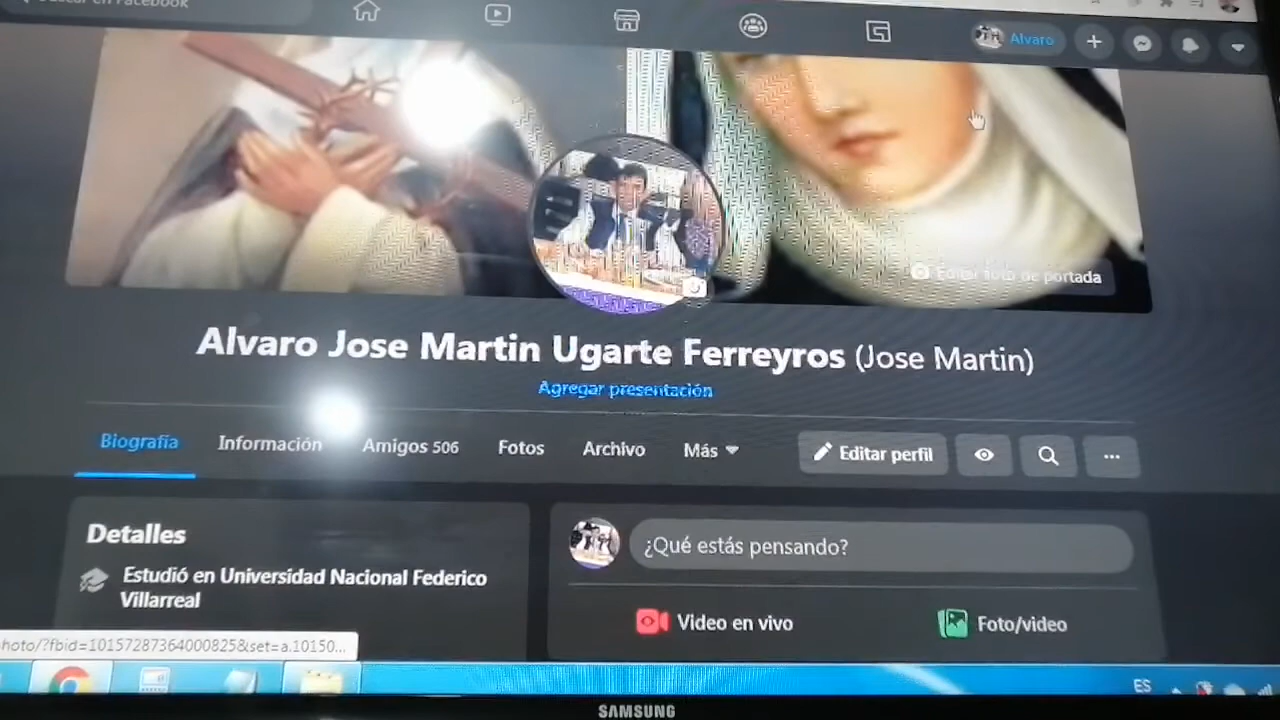 Buscar en Facebook
Alvaro
Editar foto de portada
Alvaro Jose Martin Ugarte Ferreyros (Jose Martin)
Agregar presentación
Biografía Información Amigos 506 Fotos Archivo Más Editar perfil
Detalles
Estudió en Universidad Nacional Federico
Villarreal
¿Qué estás pensando?
Video en vivo Foto/video
hoto/?fbid=10157287364000825&set=a.10150...
ES
SAMSUNG